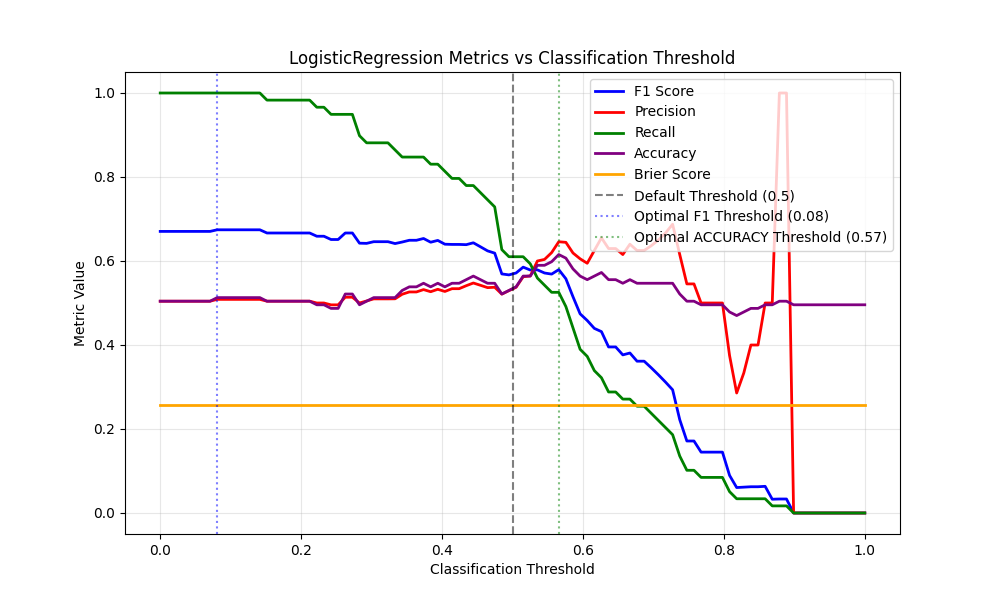 LogisticRegression Metrics vs Classification Threshold
Metric Value
1.0
0.8
0.6
0.4
0.2
0.0
F1 Score
Precision
Recall
Accuracy
Brier Score
Default Threshold (0.5)
Optimal F1 Threshold (0.08)
Optimal ACCURACY Threshold (0.57)
0.0 0.2 0.4 0.6 0.8 1.0
Classification Threshold